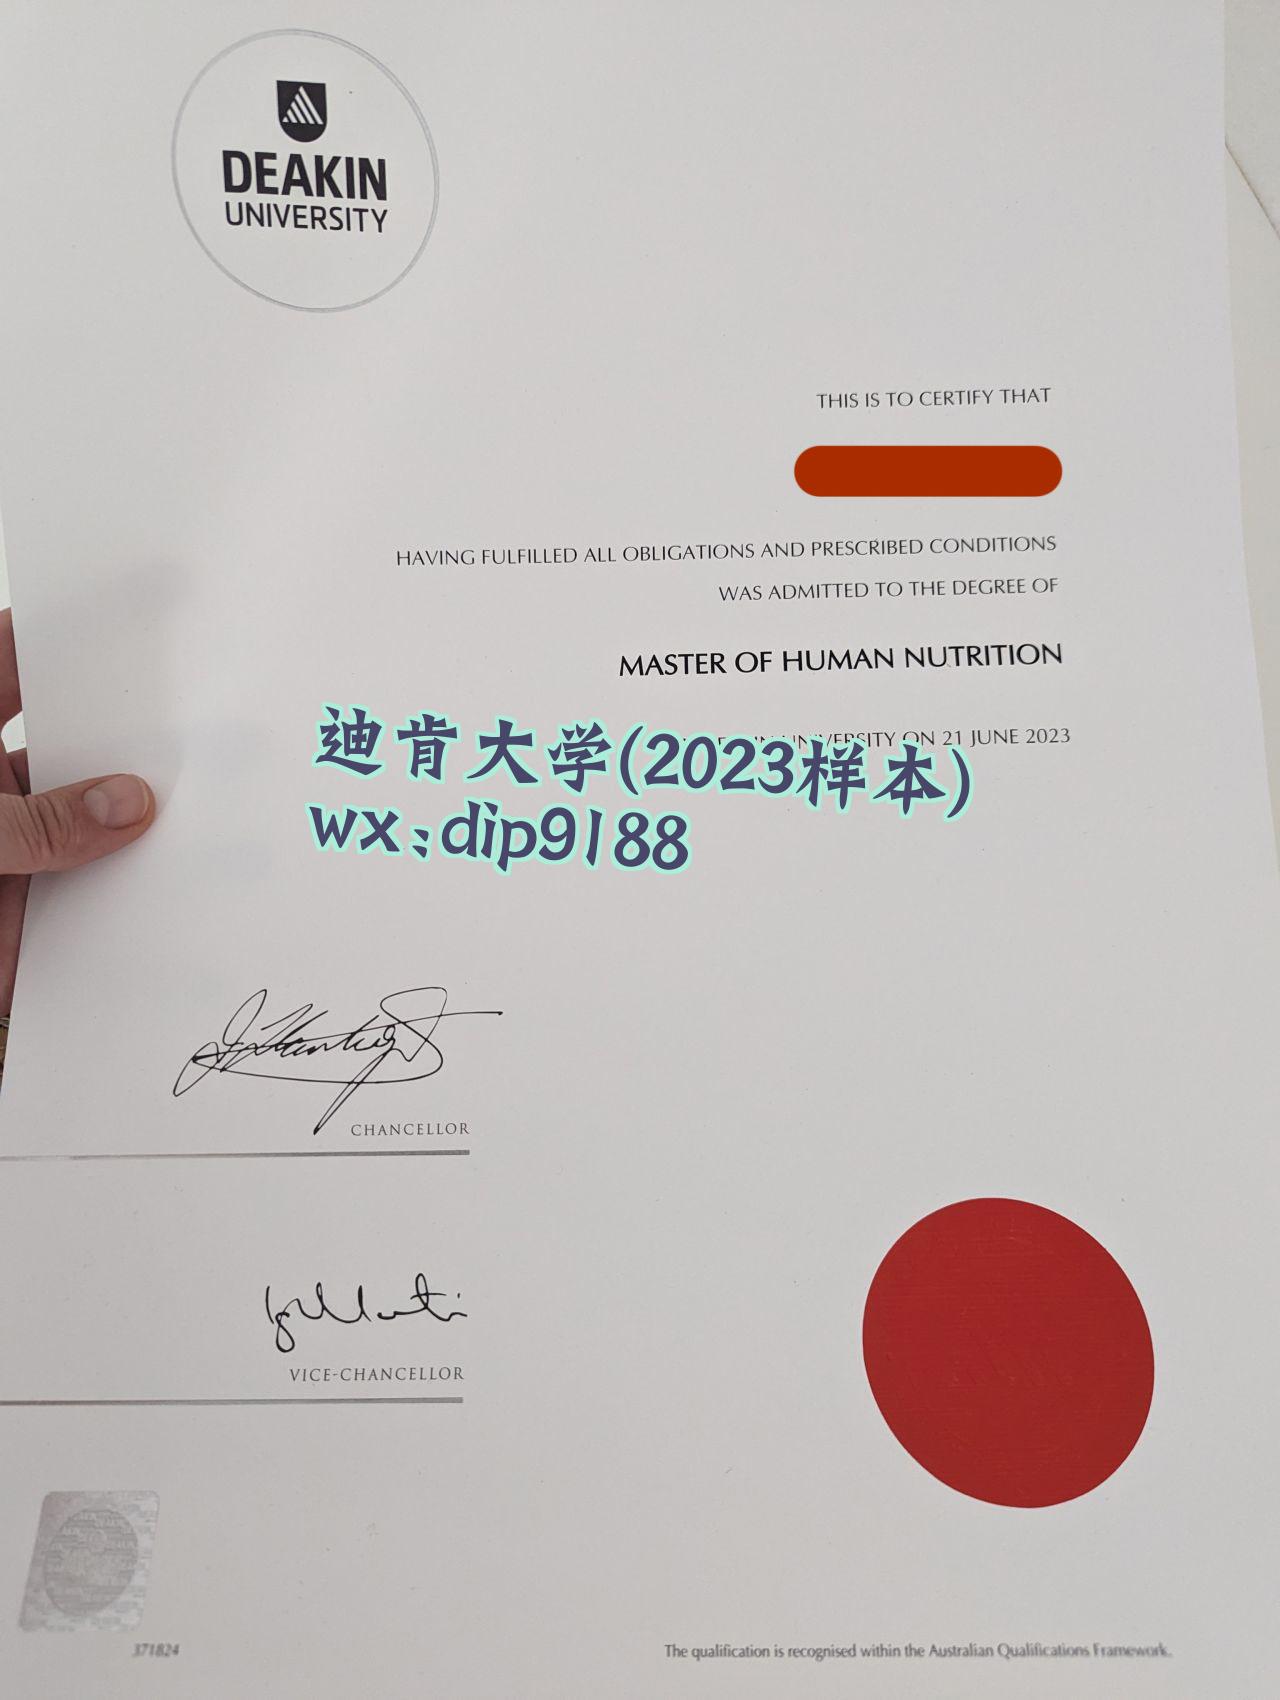 DEAKIN
UNIVERSITY
THIS IS TO CERTIFY THAT
HAVING FULFILLED ALL OBLIGATIONS AND PRESCRIBED CONDITIONS
WAS ADMITTED TO THE DEGREE OF
MASTER OF HUMAN NUTRITION
UNIVERSITY ON 21 JUNE 2023
迪肯大学(2023样本)
wx:dip9188
CHANCELLOR
VICE-CHANCELLOR
371824
The qualification is recognised within the Australian Qualifications Framework.